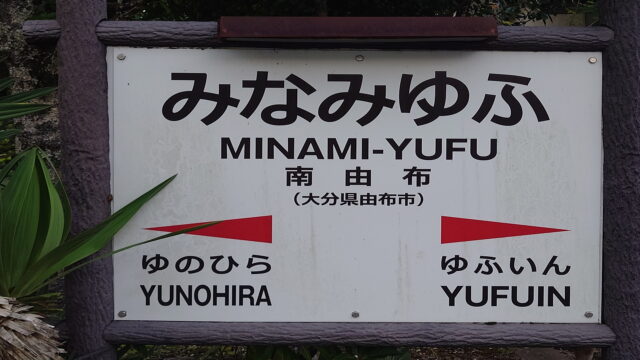 みなみゆふ
MINAMI-YUFU
南由布
(大分県由布市)
ゆのひら ゆふいん
YUNOHIRA YUFUIN